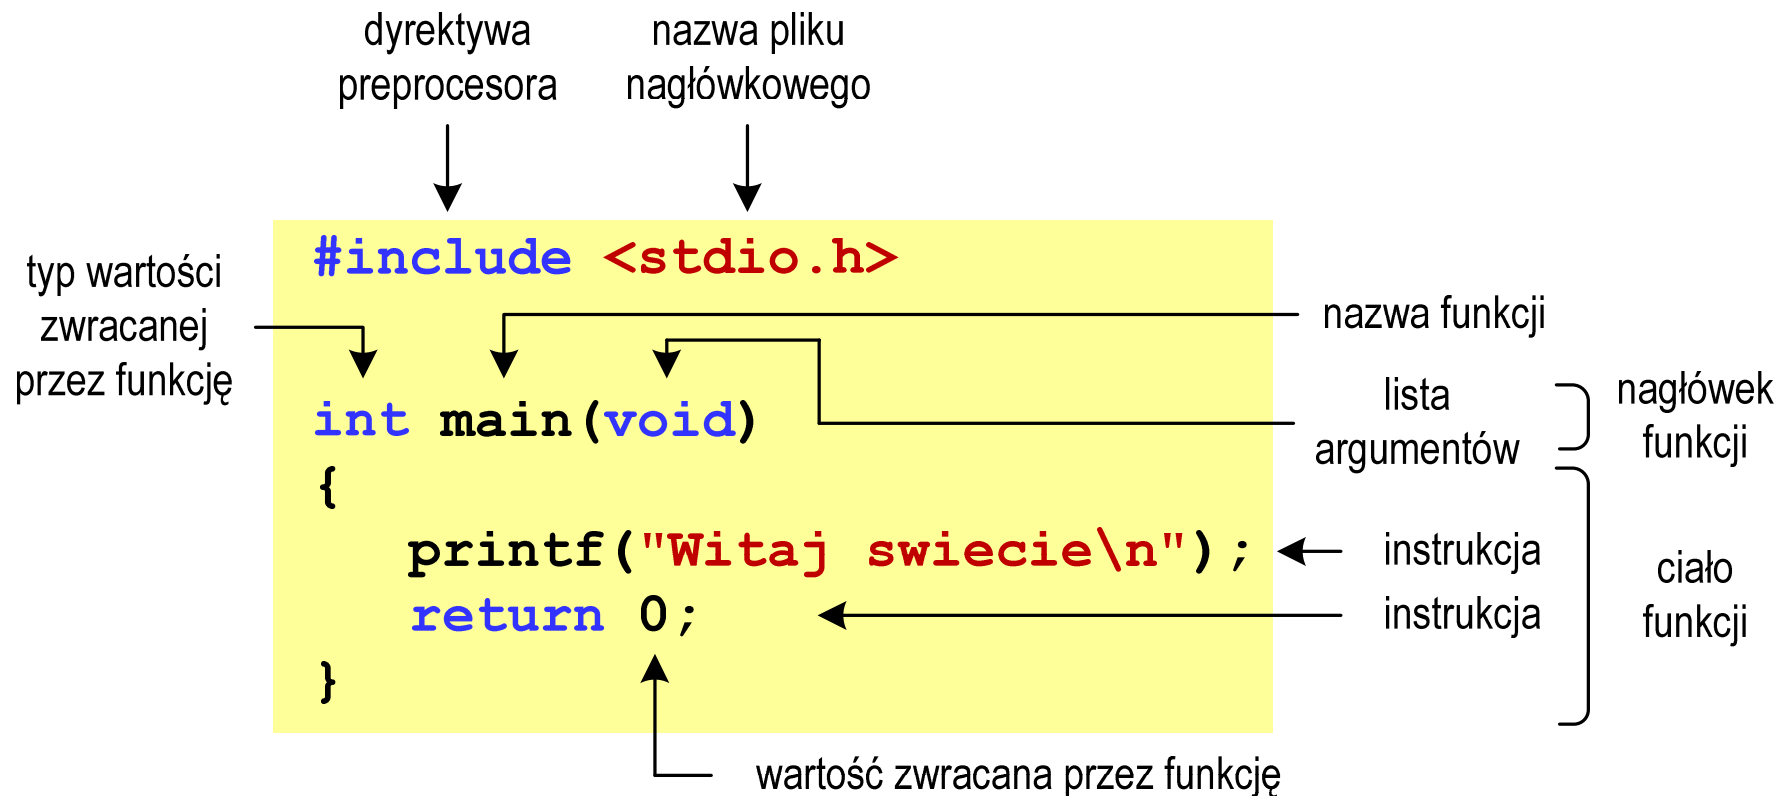 dyrektywa
preprocesora
nazwa pliku
nagłówkowego
#include <stdio.h>
typ wartości
zwracanej
przez funkcję
nazwa funkcji
int main(void)
lista
argumentów
nagłówek
funkcji
{
printf("Witaj swiecie\n");
instrukcja
return 0;
instrukcja
ciało
funkcji
}
wartość zwracana przez funkcję